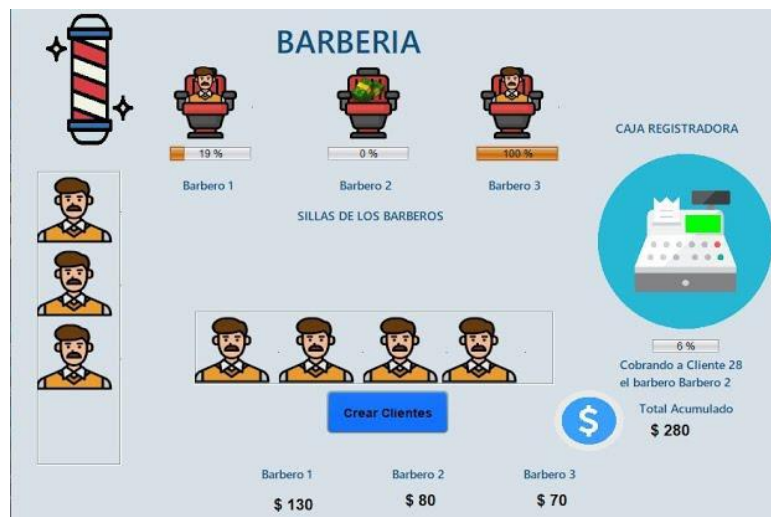 BARBERIA
19 %
0 %
100 %
Barbero 1
Barbero 2
Barbero 3
SILLAS DE LOS BARBEROS
CAJA REGISTRADORA
6 %
Cobrando a Cliente 28
el barbero Barbero 2
Total Acumulado
$ 280
Crear Clientes
$
Barbero 1
Barbero 2
Barbero 3
$ 130
$ 80
$ 70